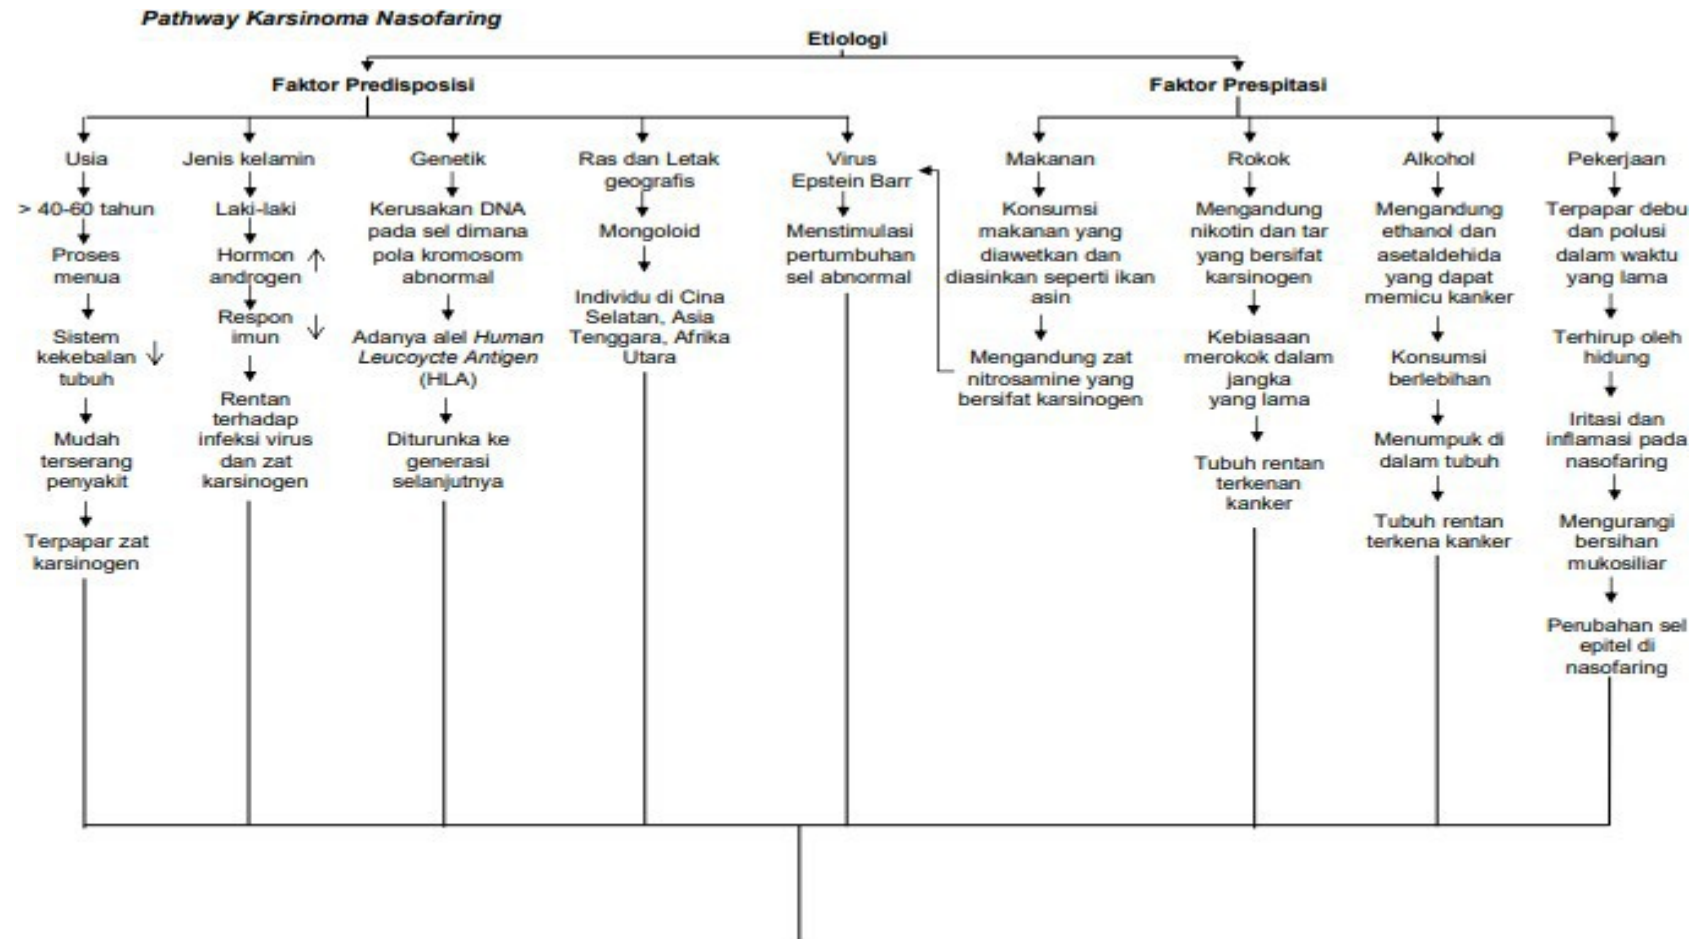 Pathway Karsinoma Nasofaring
Etiologi
Faktor Predisposisi
Faktor Prespitasi
Usia
> 40-60 tahun
Proses
menua
Sistem
kekebalan ↓
tubuh
Mudah
terserang
penyakit
Terpapar zat
karsinogen
Jenis kelamin
Laki-laki
Hormon ↑
androgen
Respon
imun ↓
Rentan
terhadap
infeksi virus
dan zat
karsinogen
Genetik
Kerusakan DNA
pada sel dimana
pola kromosom
abnormal
Adanya alel Human
Leucoycte Antigen
(HLA)
Diturunka ke
generasi
selanjutnya
Ras dan Letak
geografis
Mongoloid
Individu di Cina
Selatan, Asia
Tenggara, Afrika
Utara
Virus
Epstein Barr
Menstimulasi
pertumbuhan
sel abnormal
Makanan
Konsumsi
makanan yang
diawetkan dan
diasinkan seperti ikan
asin
Mengandung zat
nitrosamine yang
bersifat karsinogen
Rokok
Mengandung
nikotin dan tar
yang bersifat
karsinogen
Kebiasaan
merokok dalam
jangka
yang lama
Tubuh rentan
terkenan
kanker
Alkohol
Mengandung
ethanol dan
asetaldehida
yang dapat
memicu kanker
Konsumsi
berlebihan
Menumpuk di
dalam tubuh
Tubuh rentan
terkena kanker
Pekerjaan
Terpapar debu
dan polusi
dalam waktu
yang lama
Terhirup oleh
hidung
Iritasi dan
inflamasi pada
nasofaring
Mengurangi
bersihan
mukosiliar
Perubahan sel
epitel di
nasofaring